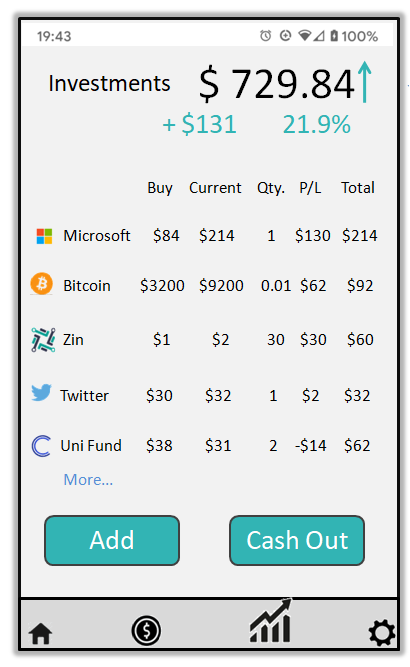 19:43 100%
Investments $ 729.84
+ $131 21.9%
Buy Current Qty. P/L Total
Microsoft $84 $214 1 $130 $214
Bitcoin $3200 $9200 0.01 $62 $92
Zin $1 $2 30 $30 $60
Twitter $30 $32 1 $2 $32
Uni Fund $38 $31 2 -$14 $62
More...
Add Cash Out